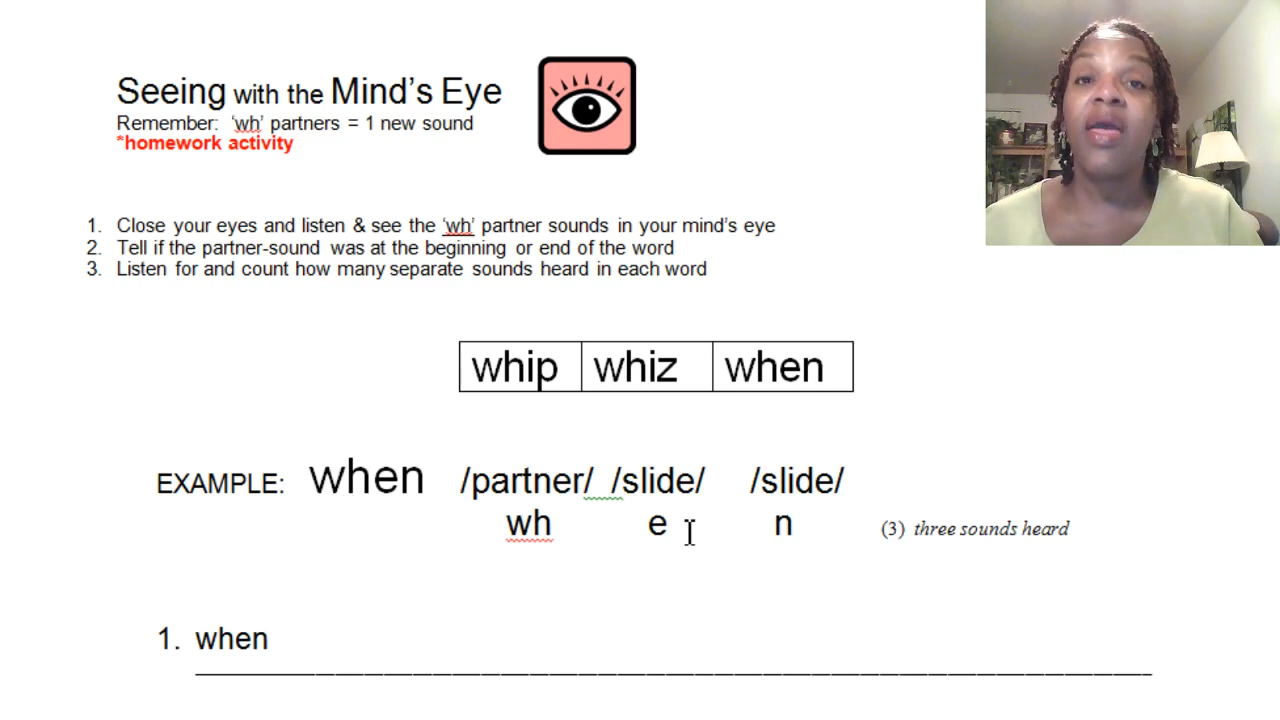 Seeing with the Mind's Eye
Remember: 'wh' partners = 1 new sound
*homework activity
1. Close your eyes and listen & see the 'wh' partner sounds in your mind's eye
2. Tell if the partner-sound was at the beginning or end of the word
3. Listen for and count how many separate sounds heard in each word
whip whiz when
EXAMPLE: when /partner/ /slide/ /slide/
wh e n (3) three sounds heard
1. when